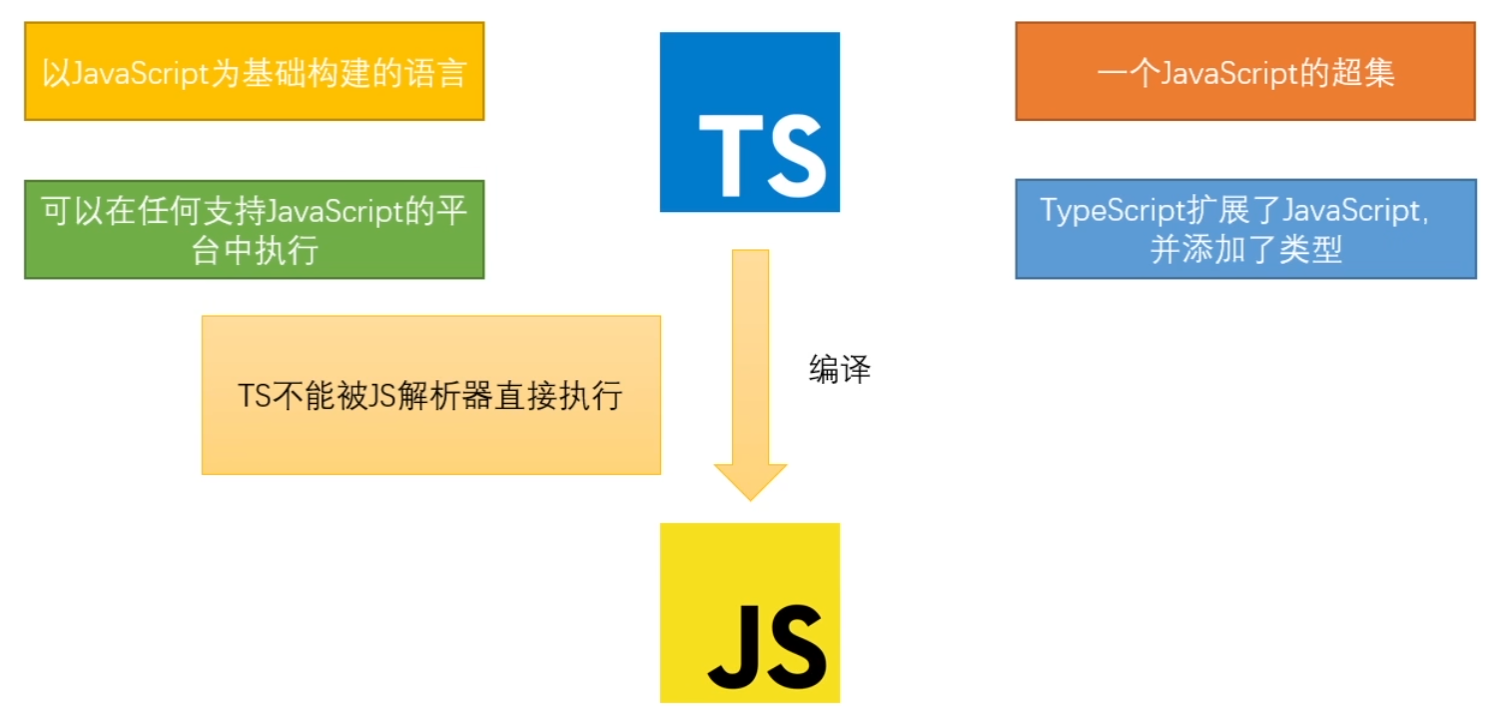 以JavaScript为基础构建的语言
TS
一个JavaScript的超集
可以在任何支持JavaScript的平
台中执行
TypeScript扩展了JavaScript,
并添加了类型
TS不能被JS解析器直接执行
编译
JS